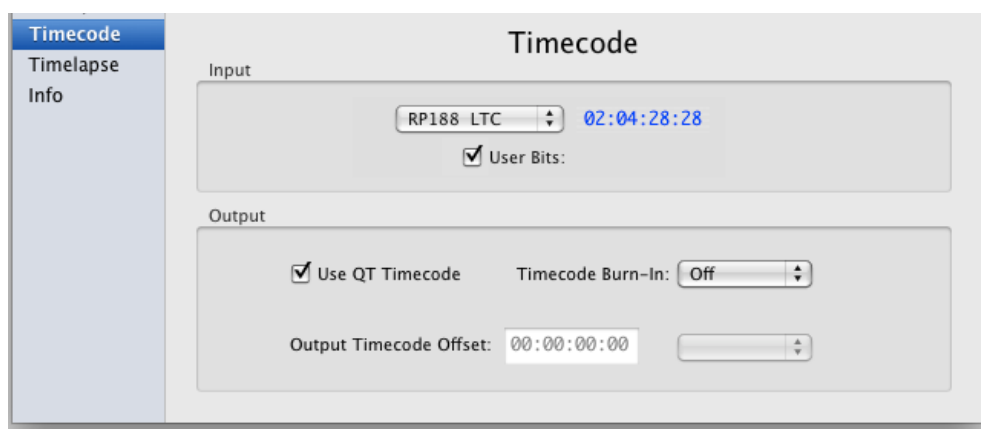 Timecode
Timelapse
Info
Timecode
Input
RP188 LTC 02:04:28:28
User Bits:
Output
Use QT Timecode Timecode Burn-In: Off
Output Timecode Offset: 00:00:00:00